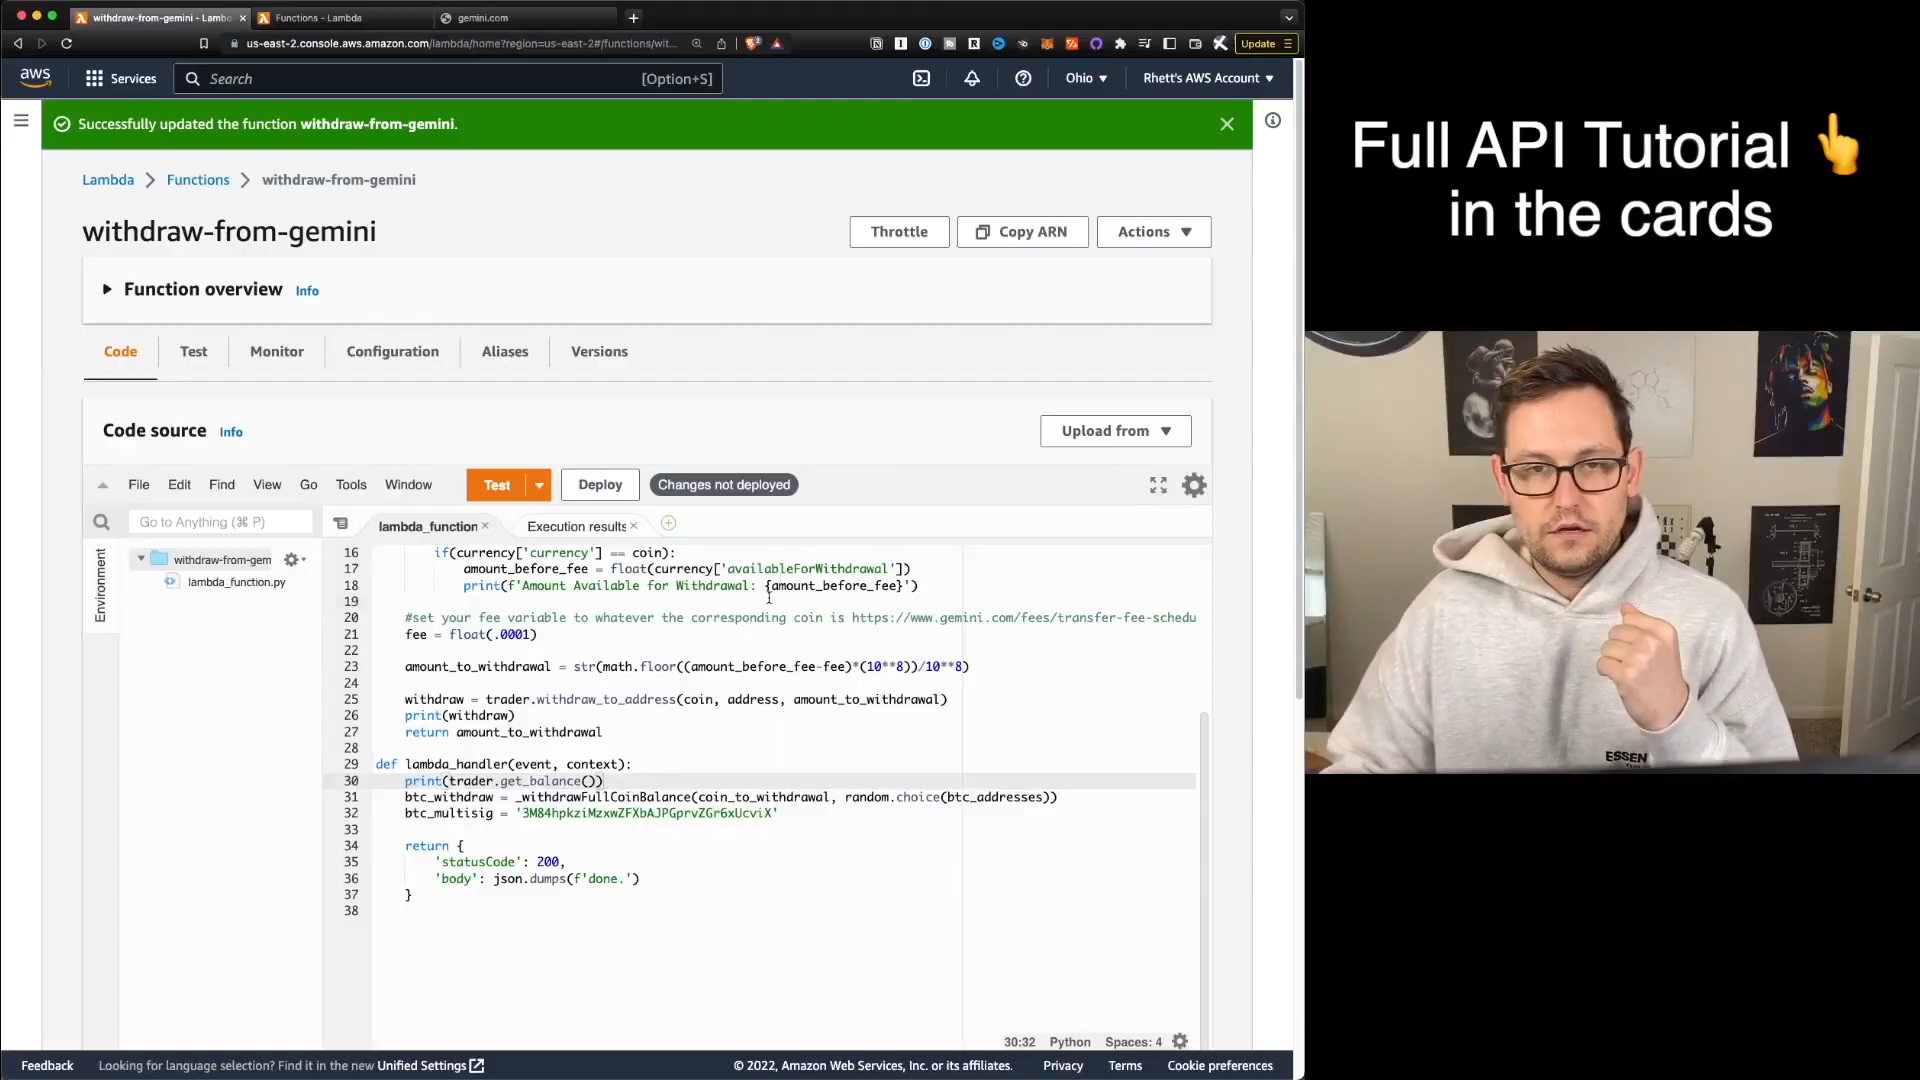 withdraw-from-gemini - Lambd
Functions - Lambda
gemini.com
us-east-2.console.aws.amazon.com/lambda/home?region=us-east-2#/functions/wit...
Update
aws
Services
Search
[Option+S]
Ohio
Rhett's AWS Account
Successfully updated the function withdraw-from-gemini.
Lambda > Functions > withdraw-from-gemini
withdraw-from-gemini
Throttle
Copy ARN
Actions
Function overview Info
Code
Test
Monitor
Configuration
Aliases
Versions
Code source Info
Upload from
File Edit Find View Go Tools Window
Test
Deploy
Changes not deployed
Go to Anything (⌘ P)
lambda_function
Execution results
Environment
withdraw-from-gem
lambda_function.py
16 if(currency['currency'] == coin):
17 amount_before_fee = float(currency['availableForWithdrawal'])
18 print(f'Amount Available for Withdrawal: {amount_before_fee}')
19
20 #set your fee variable to whatever the corresponding coin is https://www.gemini.com/fees/transfer-fee-schedu
21 fee = float(.0001)
22
23 amount_to_withdrawal = str(math.floor((amount_before_fee-fee)*(10**8))/10**8)
24
25 withdraw = trader.withdraw_to_address(coin, address, amount_to_withdrawal)
26 print(withdraw)
27 return amount_to_withdrawal
28
29 def lambda_handler(event, context):
30 print(trader.get_balance())
31 btc_withdraw = _withdrawFullCoinBalance(coin_to_withdrawal, random.choice(btc_addresses))
32 btc_multisig = '3M84hpkziMzxwZFXbAJPGprvZGr6xUcviX'
33
34 return {
35 'statusCode': 200,
36 'body': json.dumps(f'done.')
37 }
38
30:32 Python Spaces: 4
Feedback
Looking for language selection? Find it in the new Unified Settings
© 2022, Amazon Web Services, Inc. or its affiliates.
Privacy
Terms
Cookie preferences
Full API Tutorial 👆
in the cards
ESSEN